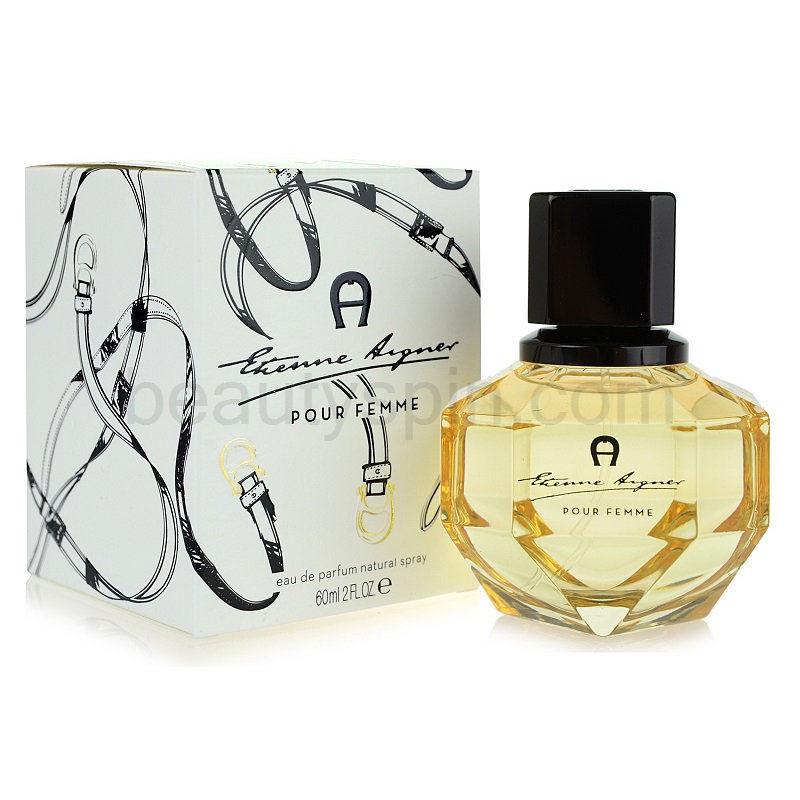 A
Etienne Aigner
POUR FEMME
eau de parfum natural spray
60ml 2 FL.OZ e
beautyspin.com
A
Etienne Aigner
POUR FEMME